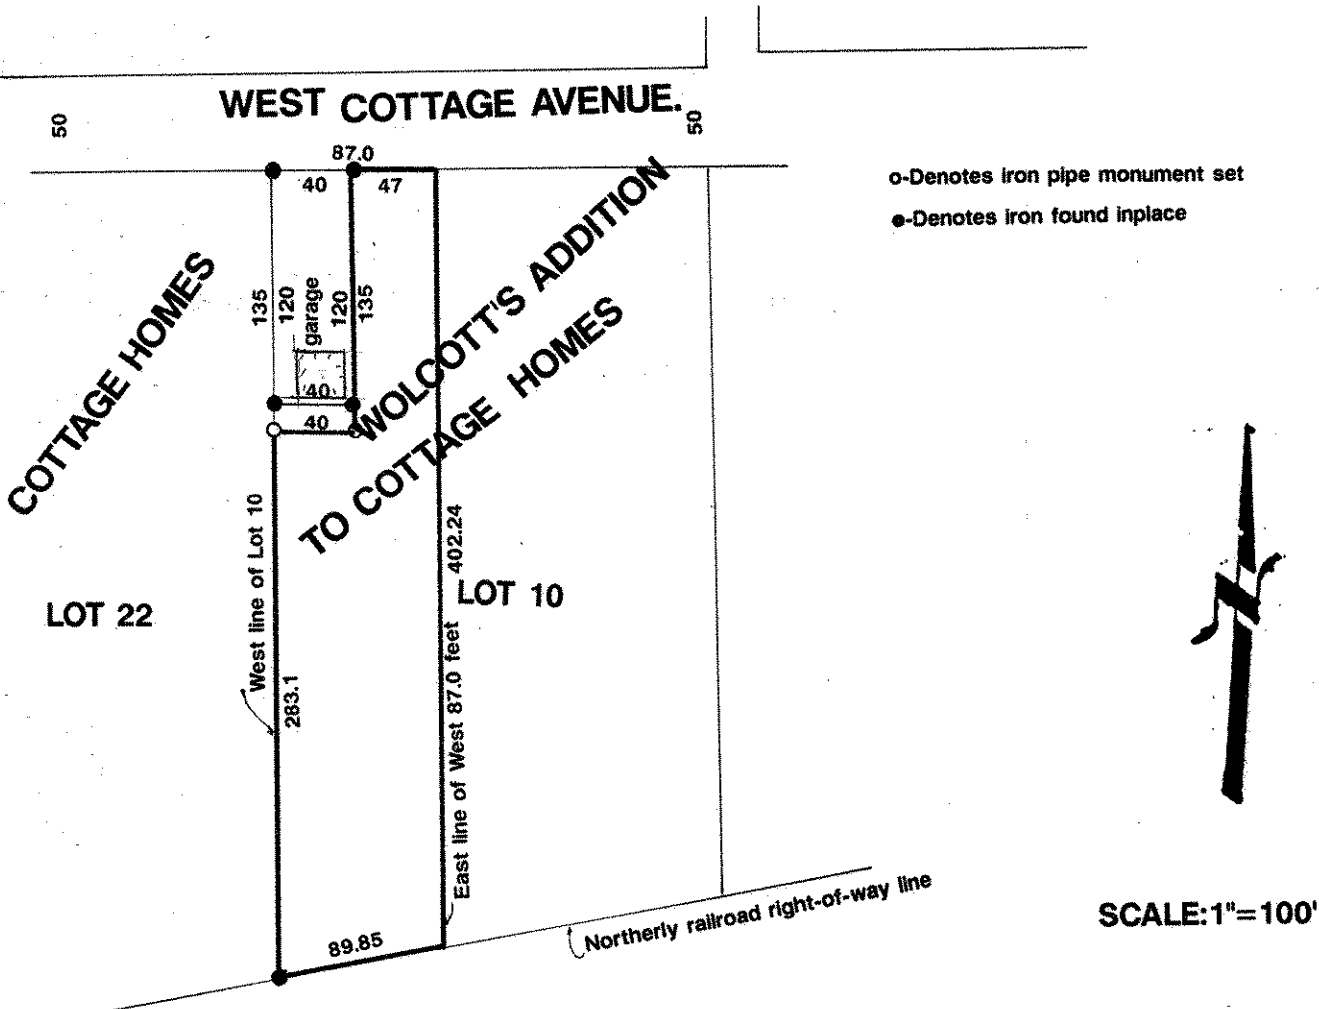 WEST COTTAGE AVENUE.
50
50
87.0
40
47
o-Denotes iron pipe monument set
●-Denotes iron found inplace
135
120
garage
120
135
40
40
COTTAGE HOMES
WOLCOTT'S ADDITION
TO COTTAGE HOMES
West line of Lot 10
283.1
402.24
East line of West 87.0 feet
LOT 22
LOT 10
89.85
Northerly railroad right-of-way line
SCALE:1"=100'
N